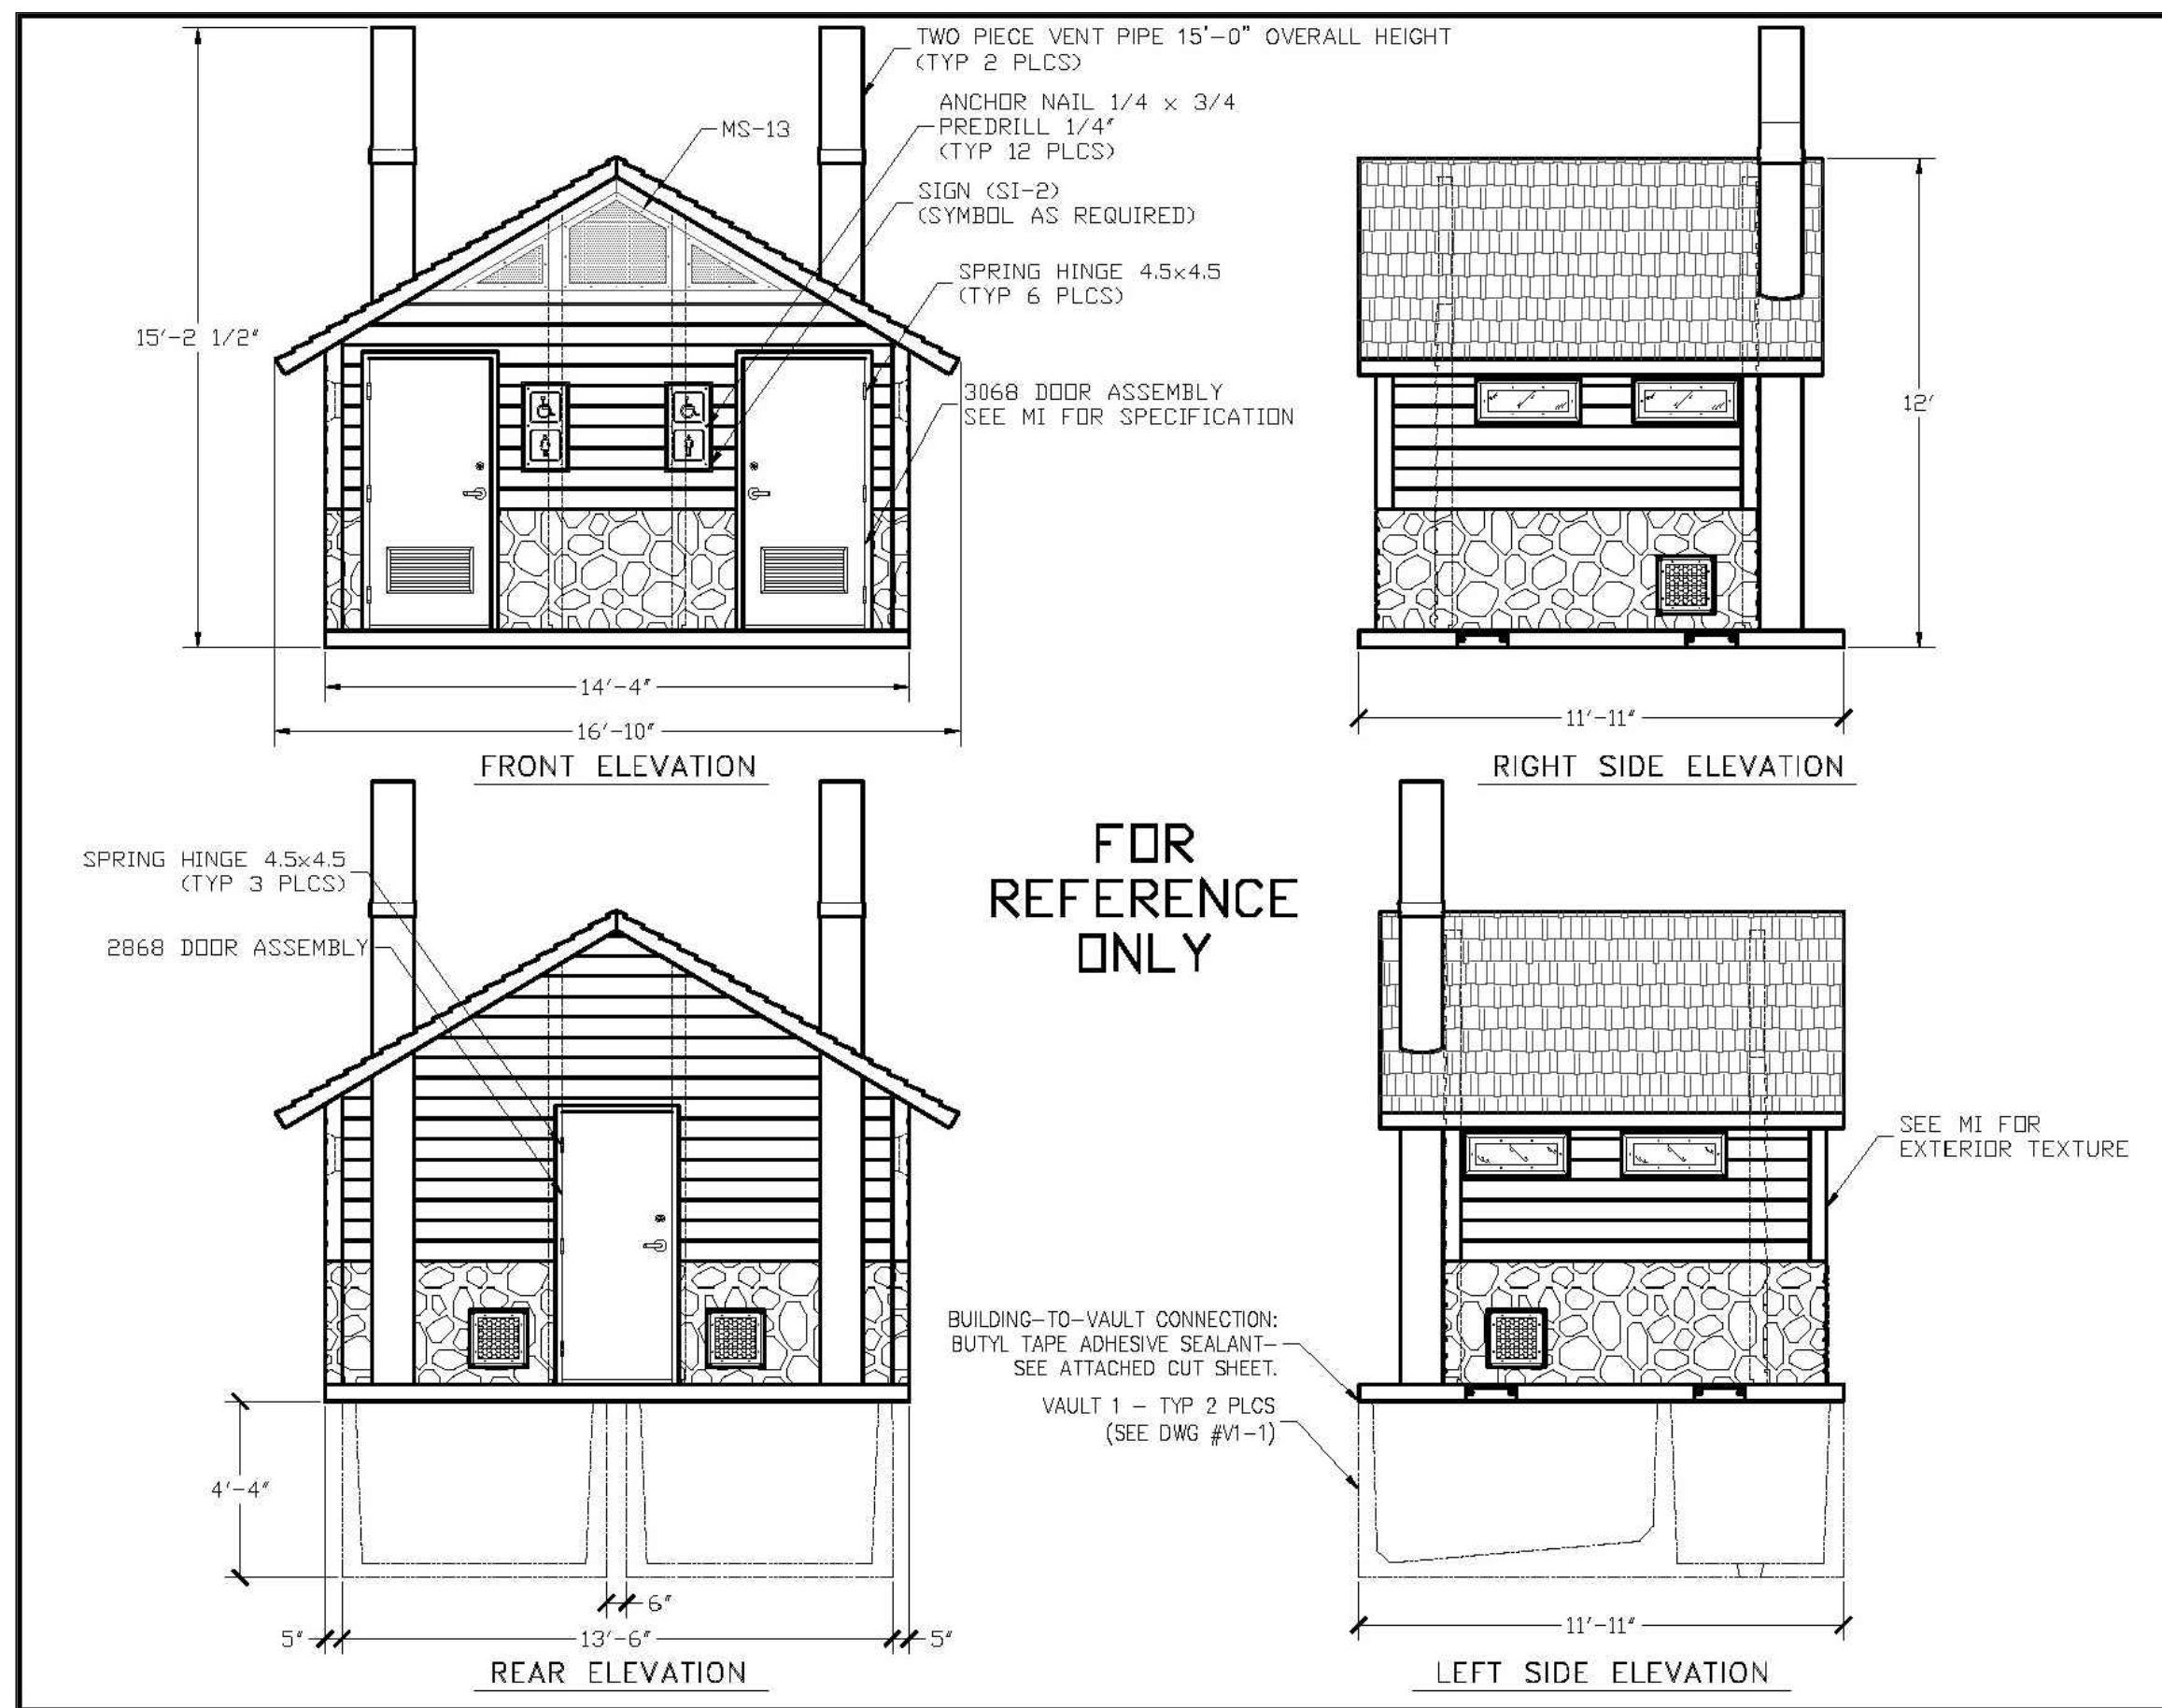 TWO PIECE VENT PIPE 15'-0" OVERALL HEIGHT
(TYP 2 PLCS)
ANCHOR NAIL 1/4 x 3/4
PREDRILL 1/4"
(TYP 12 PLCS)
MS-13
SIGN (SI-2)
(SYMBOL AS REQUIRED)
SPRING HINGE 4.5x4.5
(TYP 6 PLCS)
15'-2 1/2"
3068 DOOR ASSEMBLY
SEE MI FOR SPECIFICATION
12'
14'-4"
16'-10"
11'-11"
FRONT ELEVATION
RIGHT SIDE ELEVATION
SPRING HINGE 4.5x4.5
(TYP 3 PLCS)
2868 DOOR ASSEMBLY
FOR
REFERENCE
ONLY
SEE MI FOR
EXTERIOR TEXTURE
BUILDING-TO-VAULT CONNECTION:
BUTYL TAPE ADHESIVE SEALANT-
SEE ATTACHED CUT SHEET.
VAULT 1 - TYP 2 PLCS
(SEE DWG #V1-1)
4'-4"
6"
5"
13'-6"
5"
11'-11"
REAR ELEVATION
LEFT SIDE ELEVATION